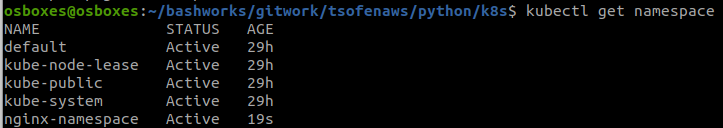 osboxes@osboxes:~/bashworks/gitwork/tsofenaws/python/k8s$ kubectl get namespace
NAME              STATUS   AGE
default           Active   29h
kube-node-lease   Active   29h
kube-public       Active   29h
kube-system       Active   29h
nginx-namespace   Active   19s